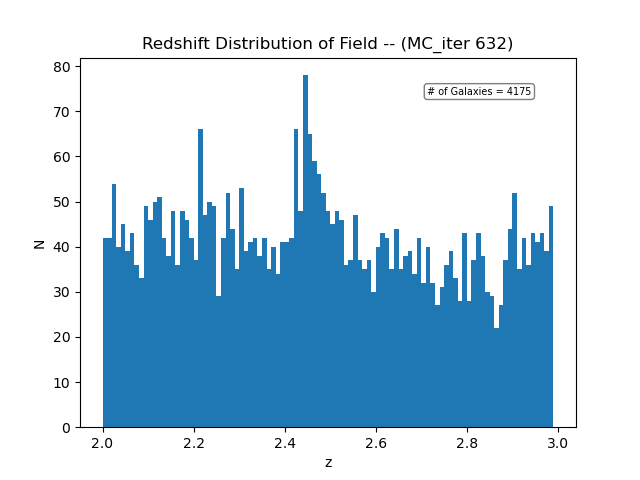 Redshift Distribution of Field -- (MC_iter 632)
# of Galaxies = 4175
80
70
60
50
40
30
20
10
0
N
2.0 2.2 2.4 2.6 2.8 3.0
z